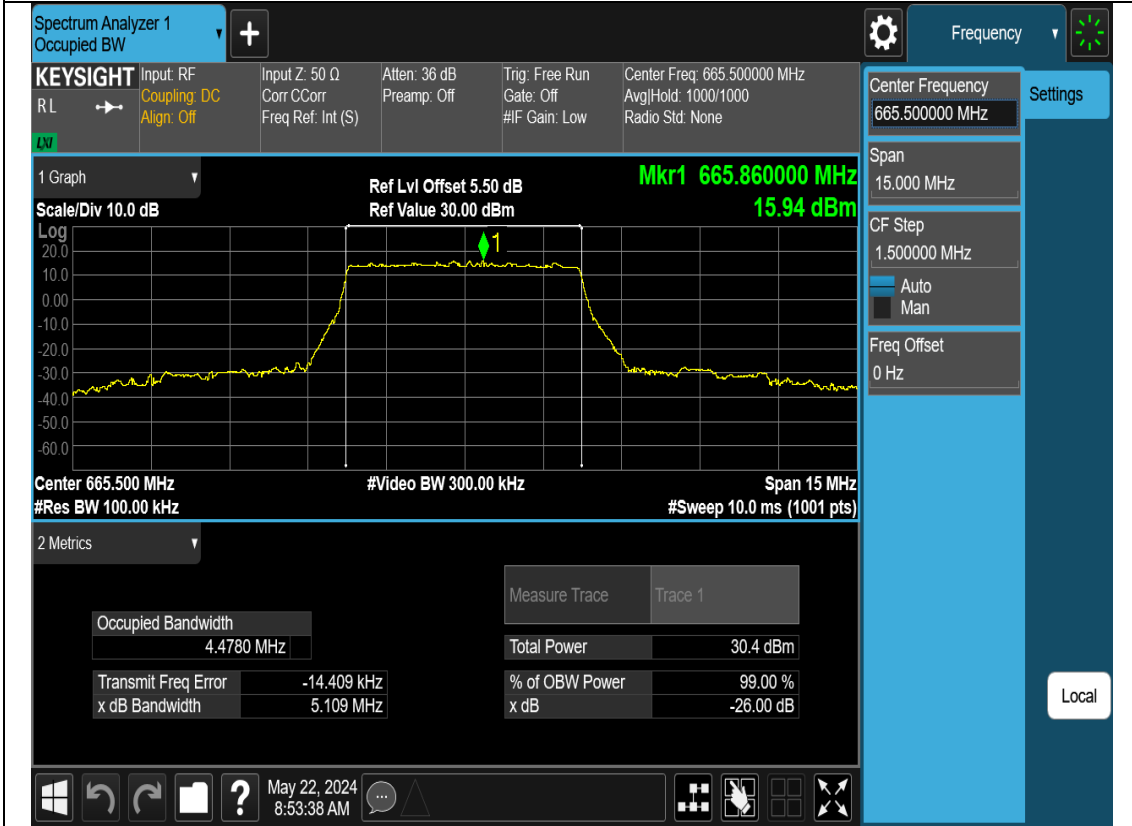 Spectrum Analyzer 1
Occupied BW
Frequency
KEYSIGHT
R L
LXI
Input: RF
Coupling: DC
Align: Off
Input Z: 50 Ω
Corr CCorr
Freq Ref: Int (S)
Atten: 36 dB
Preamp: Off
Trig: Free Run
Gate: Off
#IF Gain: Low
Center Freq: 665.500000 MHz
Avg|Hold: 1000/1000
Radio Std: None
Center Frequency
665.500000 MHz
Settings
Span
15.000 MHz
CF Step
1.500000 MHz
Auto
Man
Freq Offset
0 Hz
Local
1 Graph
Scale/Div 10.0 dB
Ref Lvl Offset 5.50 dB
Ref Value 30.00 dBm
Mkr1 665.860000 MHz
15.94 dBm
Log
1
20.0
10.0
0.00
-10.0
-20.0
-30.0
-40.0
-50.0
-60.0
Center 665.500 MHz
#Video BW 300.00 kHz
Span 15 MHz
#Res BW 100.00 kHz
#Sweep 10.0 ms (1001 pts)
2 Metrics
Measure Trace Trace 1
Occupied Bandwidth
4.4780 MHz
Total Power 30.4 dBm
Transmit Freq Error -14.409 kHz
% of OBW Power 99.00 %
x dB Bandwidth 5.109 MHz
x dB -26.00 dB
May 22, 2024
8:53:38 AM